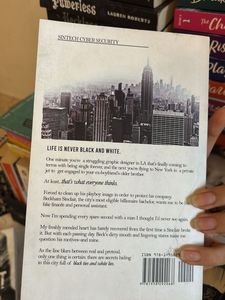 Powerless
LAUREN ROBERTS
SINTECH CYBER SECURITY
LIFE IS NEVER BLACK AND WHITE.
One minute you're a struggling graphic designer in LA that's finally coming to
terms with being single forever, and the next you're flying to New York in a private
jet to get engaged to your ex-boyfriend's older brother.
At least, that's what everyone thinks.
Forced to clean up his playboy image in order to protect his company
Beckham Sinclair, the city's most eligible billionaire bachelor, wants me to be
fake fiancée and personal assistant.
Now I'm spending every spare second with a man I thought I'd never see again.
My freshly mended heart has barely recovered from the first time a Sinclair broke
it. But with each passing day, Beck's dirty mouth and lingering stares make me
question his motives and mine.
As the line blurs between real and pretend,
only one thing is certain: there are secrets hiding
in this city full of black ties and white lies.